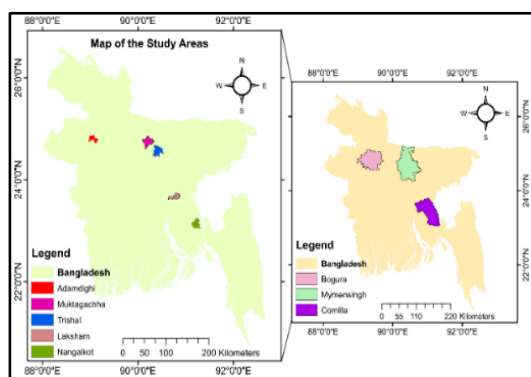 88°0'0"E 90°0'0"E 92°0'0"E
Map of the Study Areas
N
W E
S
26°0'0"N
24°0'0"N
22°0'0"N
Legend
Bangladesh
Adamdighi
Muktagachha
Trishal
Laksham
Nangalkot
0 50 100 200 Kilometers
88°0'0"E 90°0'0"E 92°0'0"E
88°0'0"E 90°0'0"E 92°0'0"E
N
W E
S
26°0'0"N
24°0'0"N
22°0'0"N
Legend
Bangladesh
Bogura
Mymensingh
Comilla
0 55 110 220 Kilometers
88°0'0"E 90°0'0"E 92°0'0"E